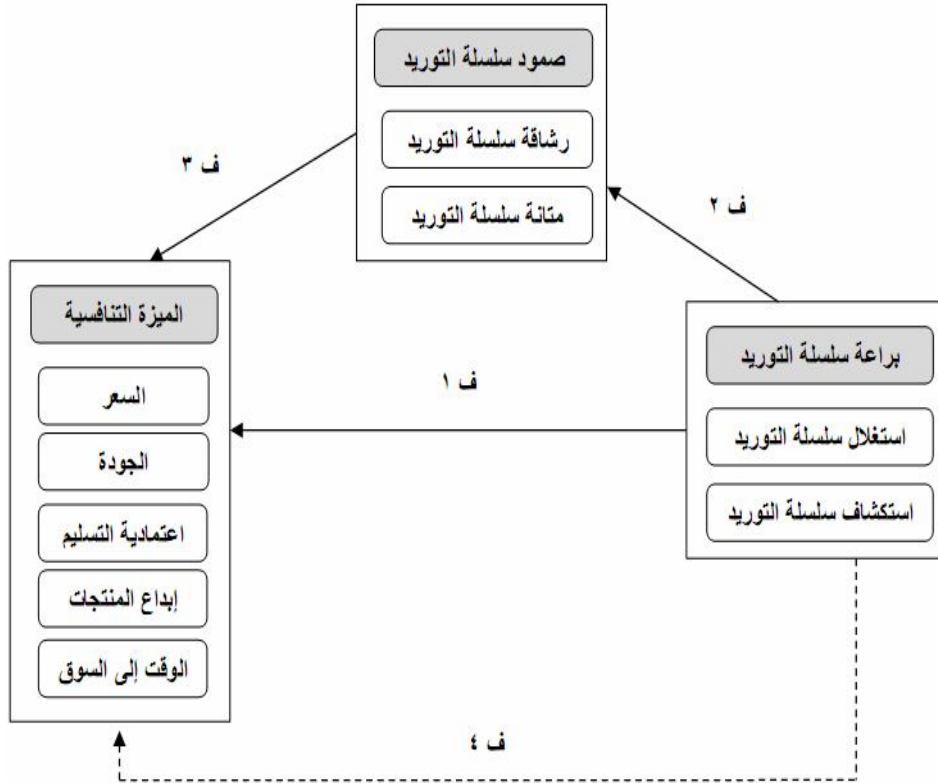 صمود سلسلة التوريد
رشاقة سلسلة التوريد
متانة سلسلة التوريد
ف ٢
ف ٣
براعة سلسلة التوريد
استغلال سلسلة التوريد
استكشاف سلسلة التوريد
ف ١
الميزة التنافسية
السعر
الجودة
اعتمادية التسليم
إبداع المنتجات
الوقت إلى السوق
ف ٤